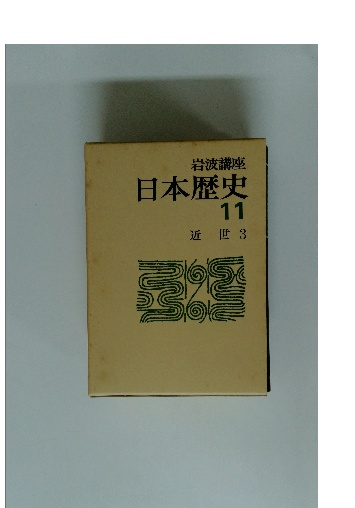 岩波講座
日本歴史
11
近 世 3